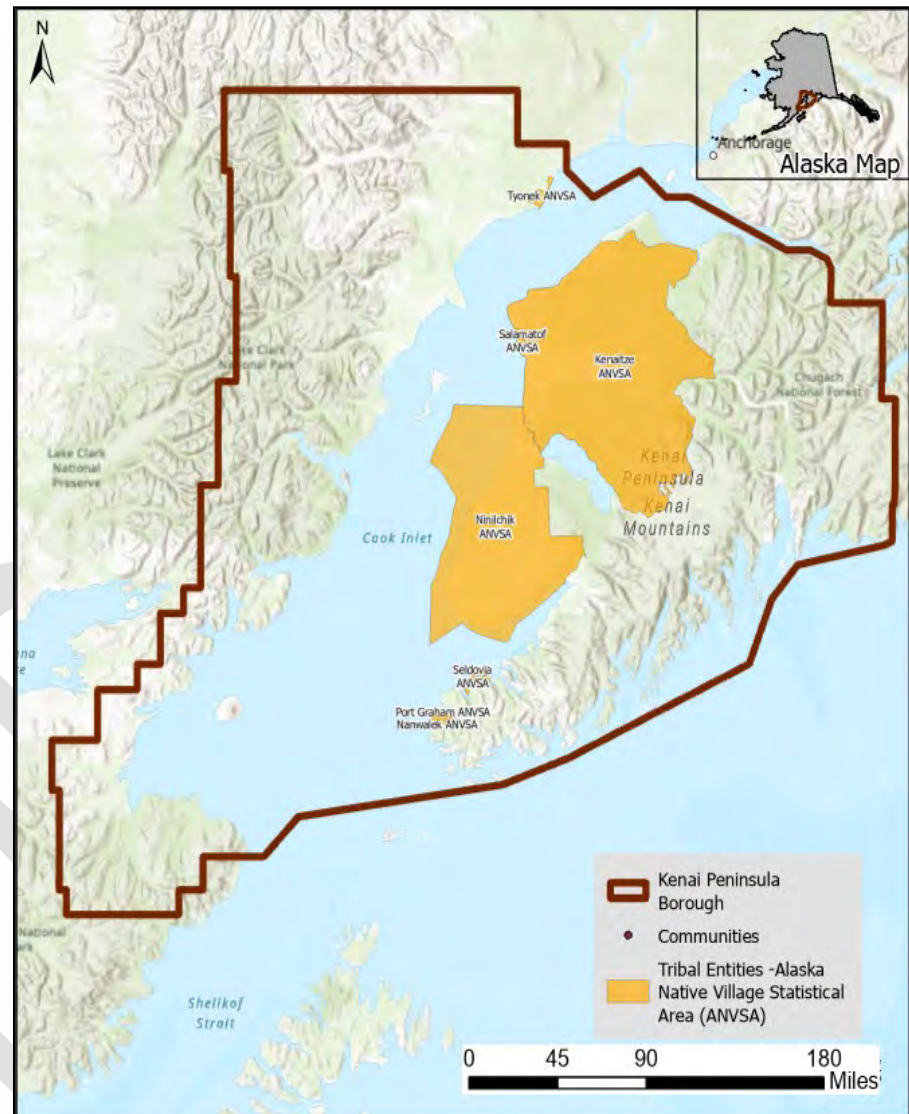 N
Anchorage
Alaska Map
Tyonek ANVSA
Salamatof
ANVSA
Kenaitze
ANVSA
Lake Clark
National Park
Chugach
National Forest
Lake Clark
National
Preserve
Kenai
Peninsula
Kenai
Mountains
Ninilchik
ANVSA
Cook Inlet
Seldovia
ANVSA
Port Graham ANVSA
Nanwalek ANVSA
National
Shelikof
Strait
Kenai Peninsula
Borough
Communities
Tribal Entities -Alaska
Native Village Statistical
Area (ANVSA)
0 45 90 180
Miles